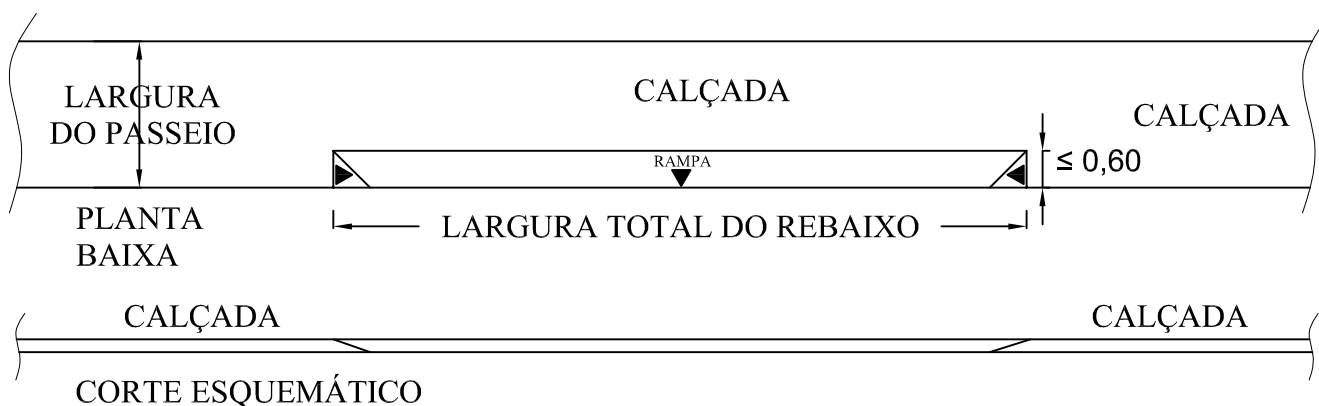 CALÇADA
LARGURA
DO PASSEIO
CALÇADA
RAMPA
≤ 0,60
PLANTA
BAIXA
LARGURA TOTAL DO REBAIXO
CALÇADA
CALÇADA
CORTE ESQUEMÁTICO